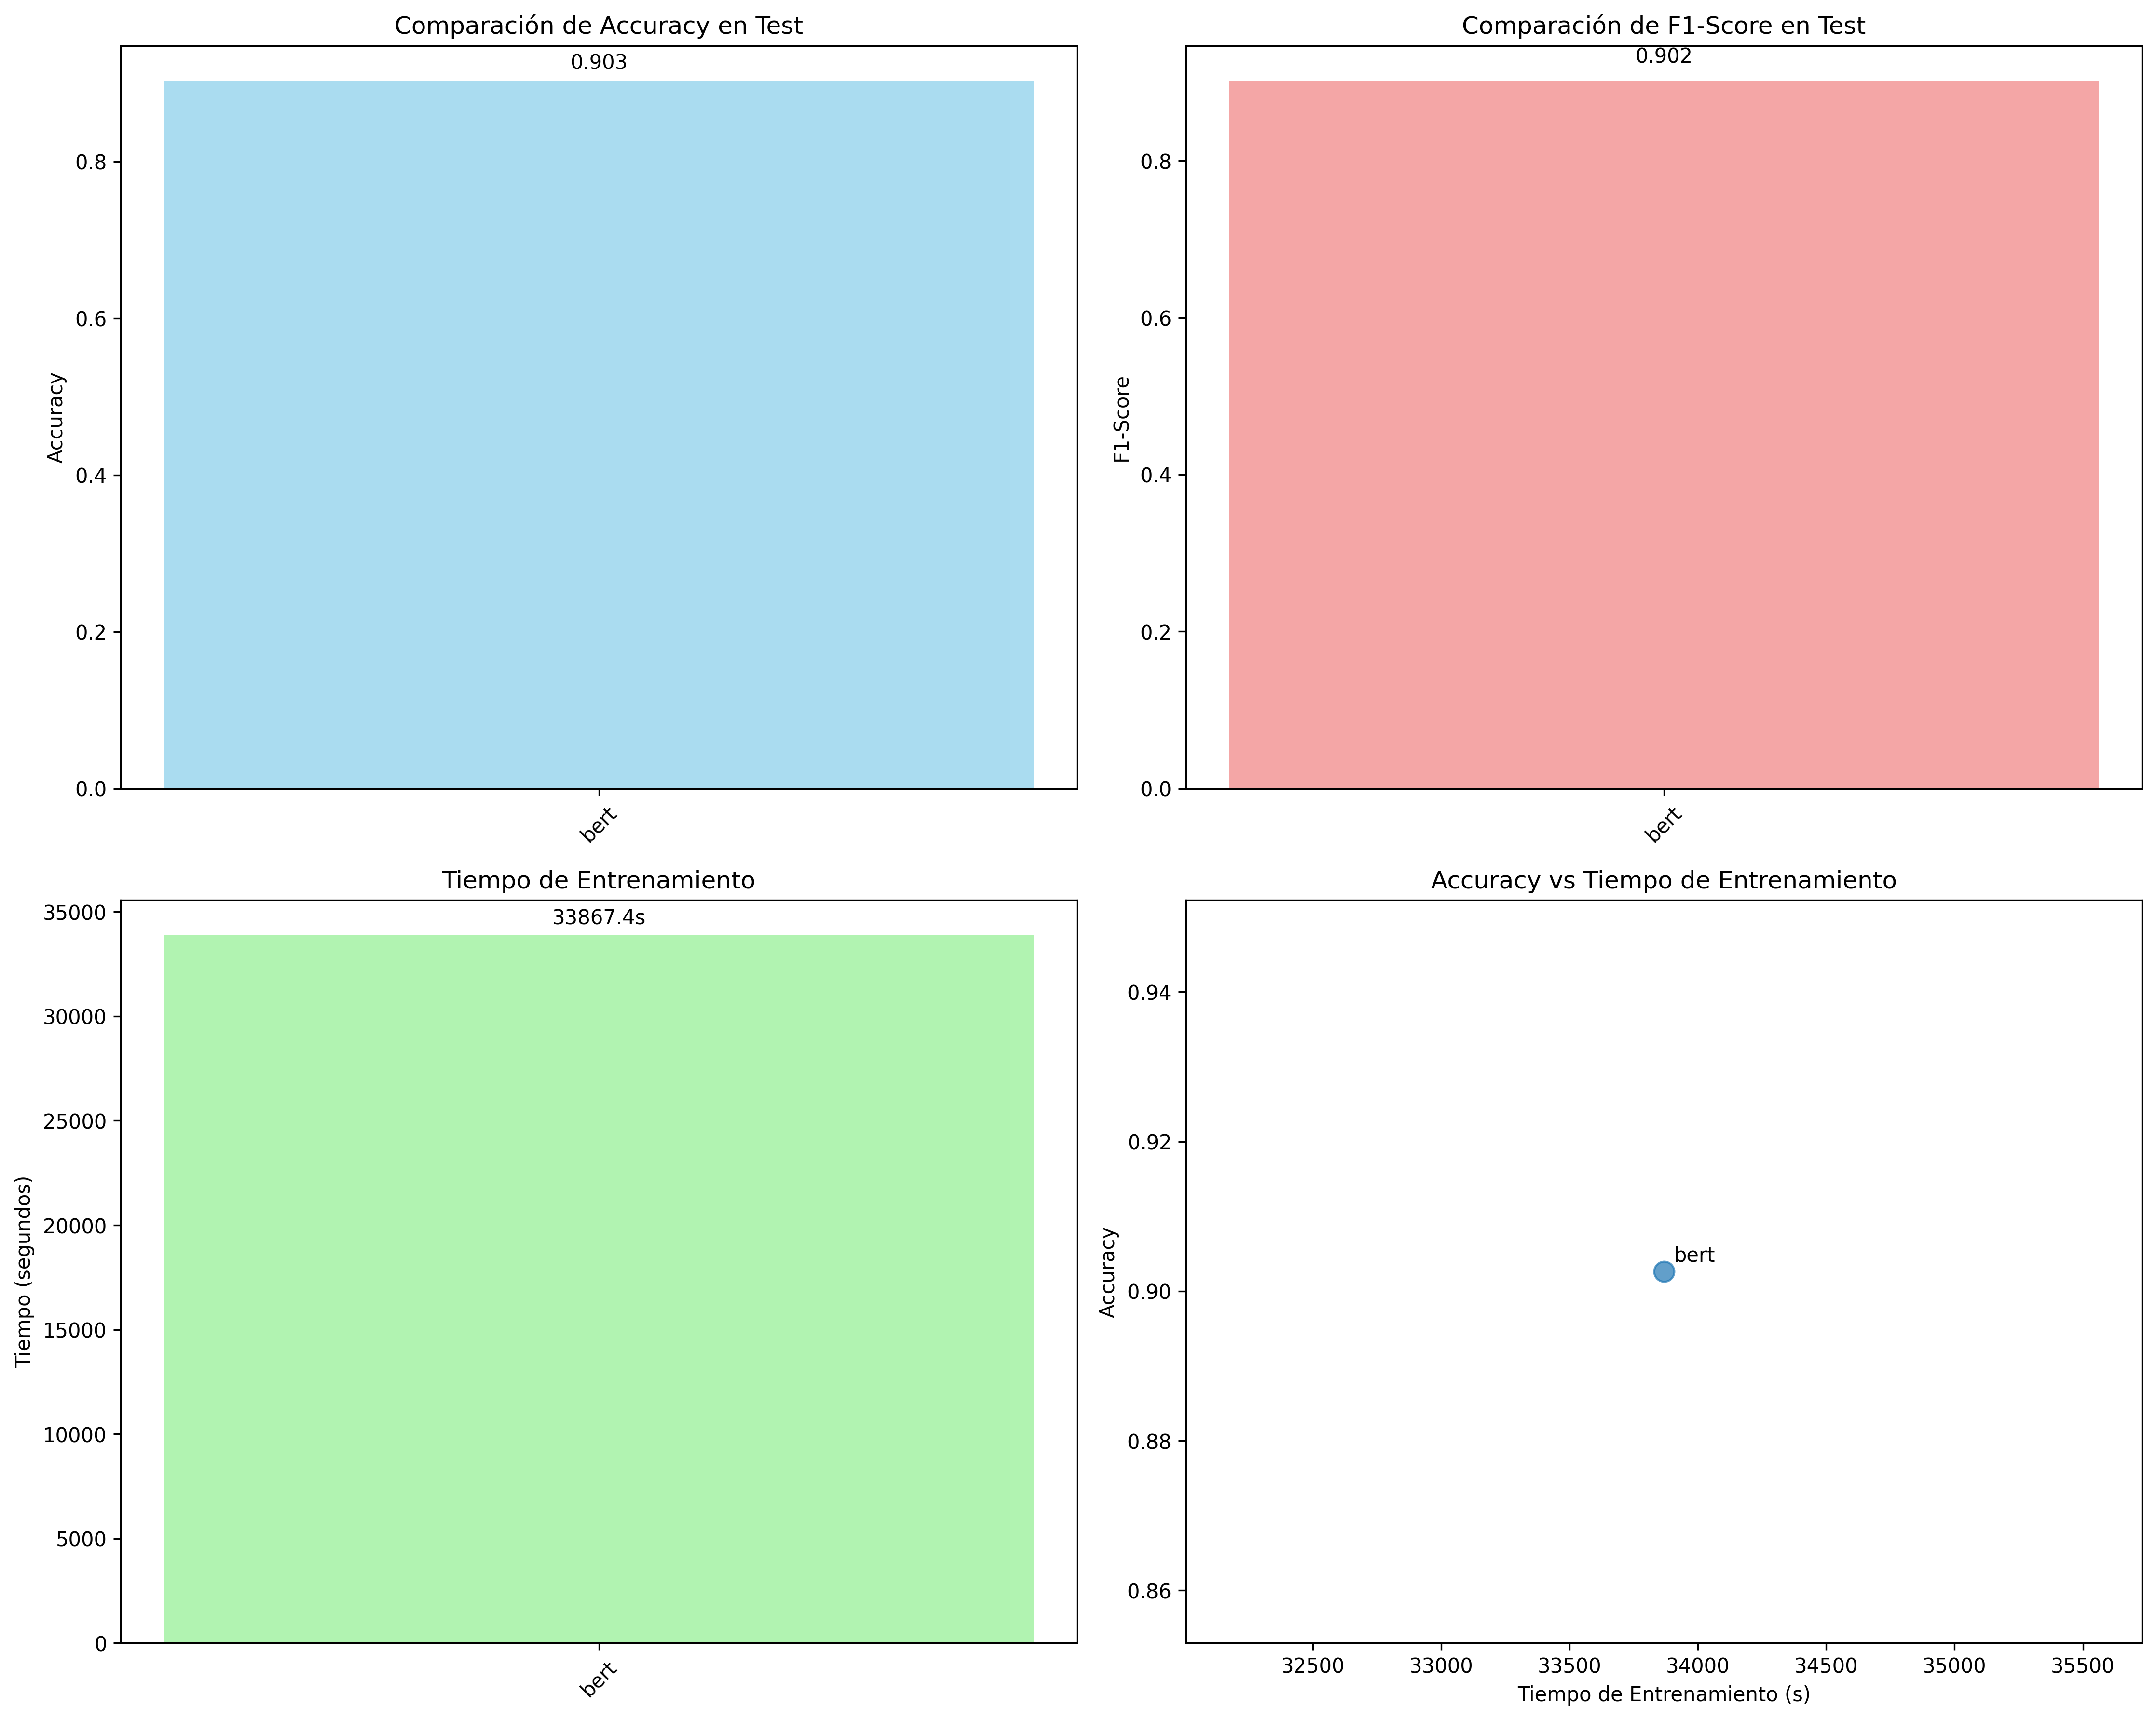 Comparación de Accuracy en Test
0.903
Accuracy
0.8
0.6
0.4
0.2
0.0
bert
Comparación de F1-Score en Test
0.902
F1-Score
0.8
0.6
0.4
0.2
0.0
bert
Tiempo de Entrenamiento
33867.4s
Tiempo (segundos)
35000
30000
25000
20000
15000
10000
5000
0
bert
Accuracy vs Tiempo de Entrenamiento
Accuracy
0.94
0.92
0.90
0.88
0.86
bert
32500 33000 33500 34000 34500 35000 35500
Tiempo de Entrenamiento (s)